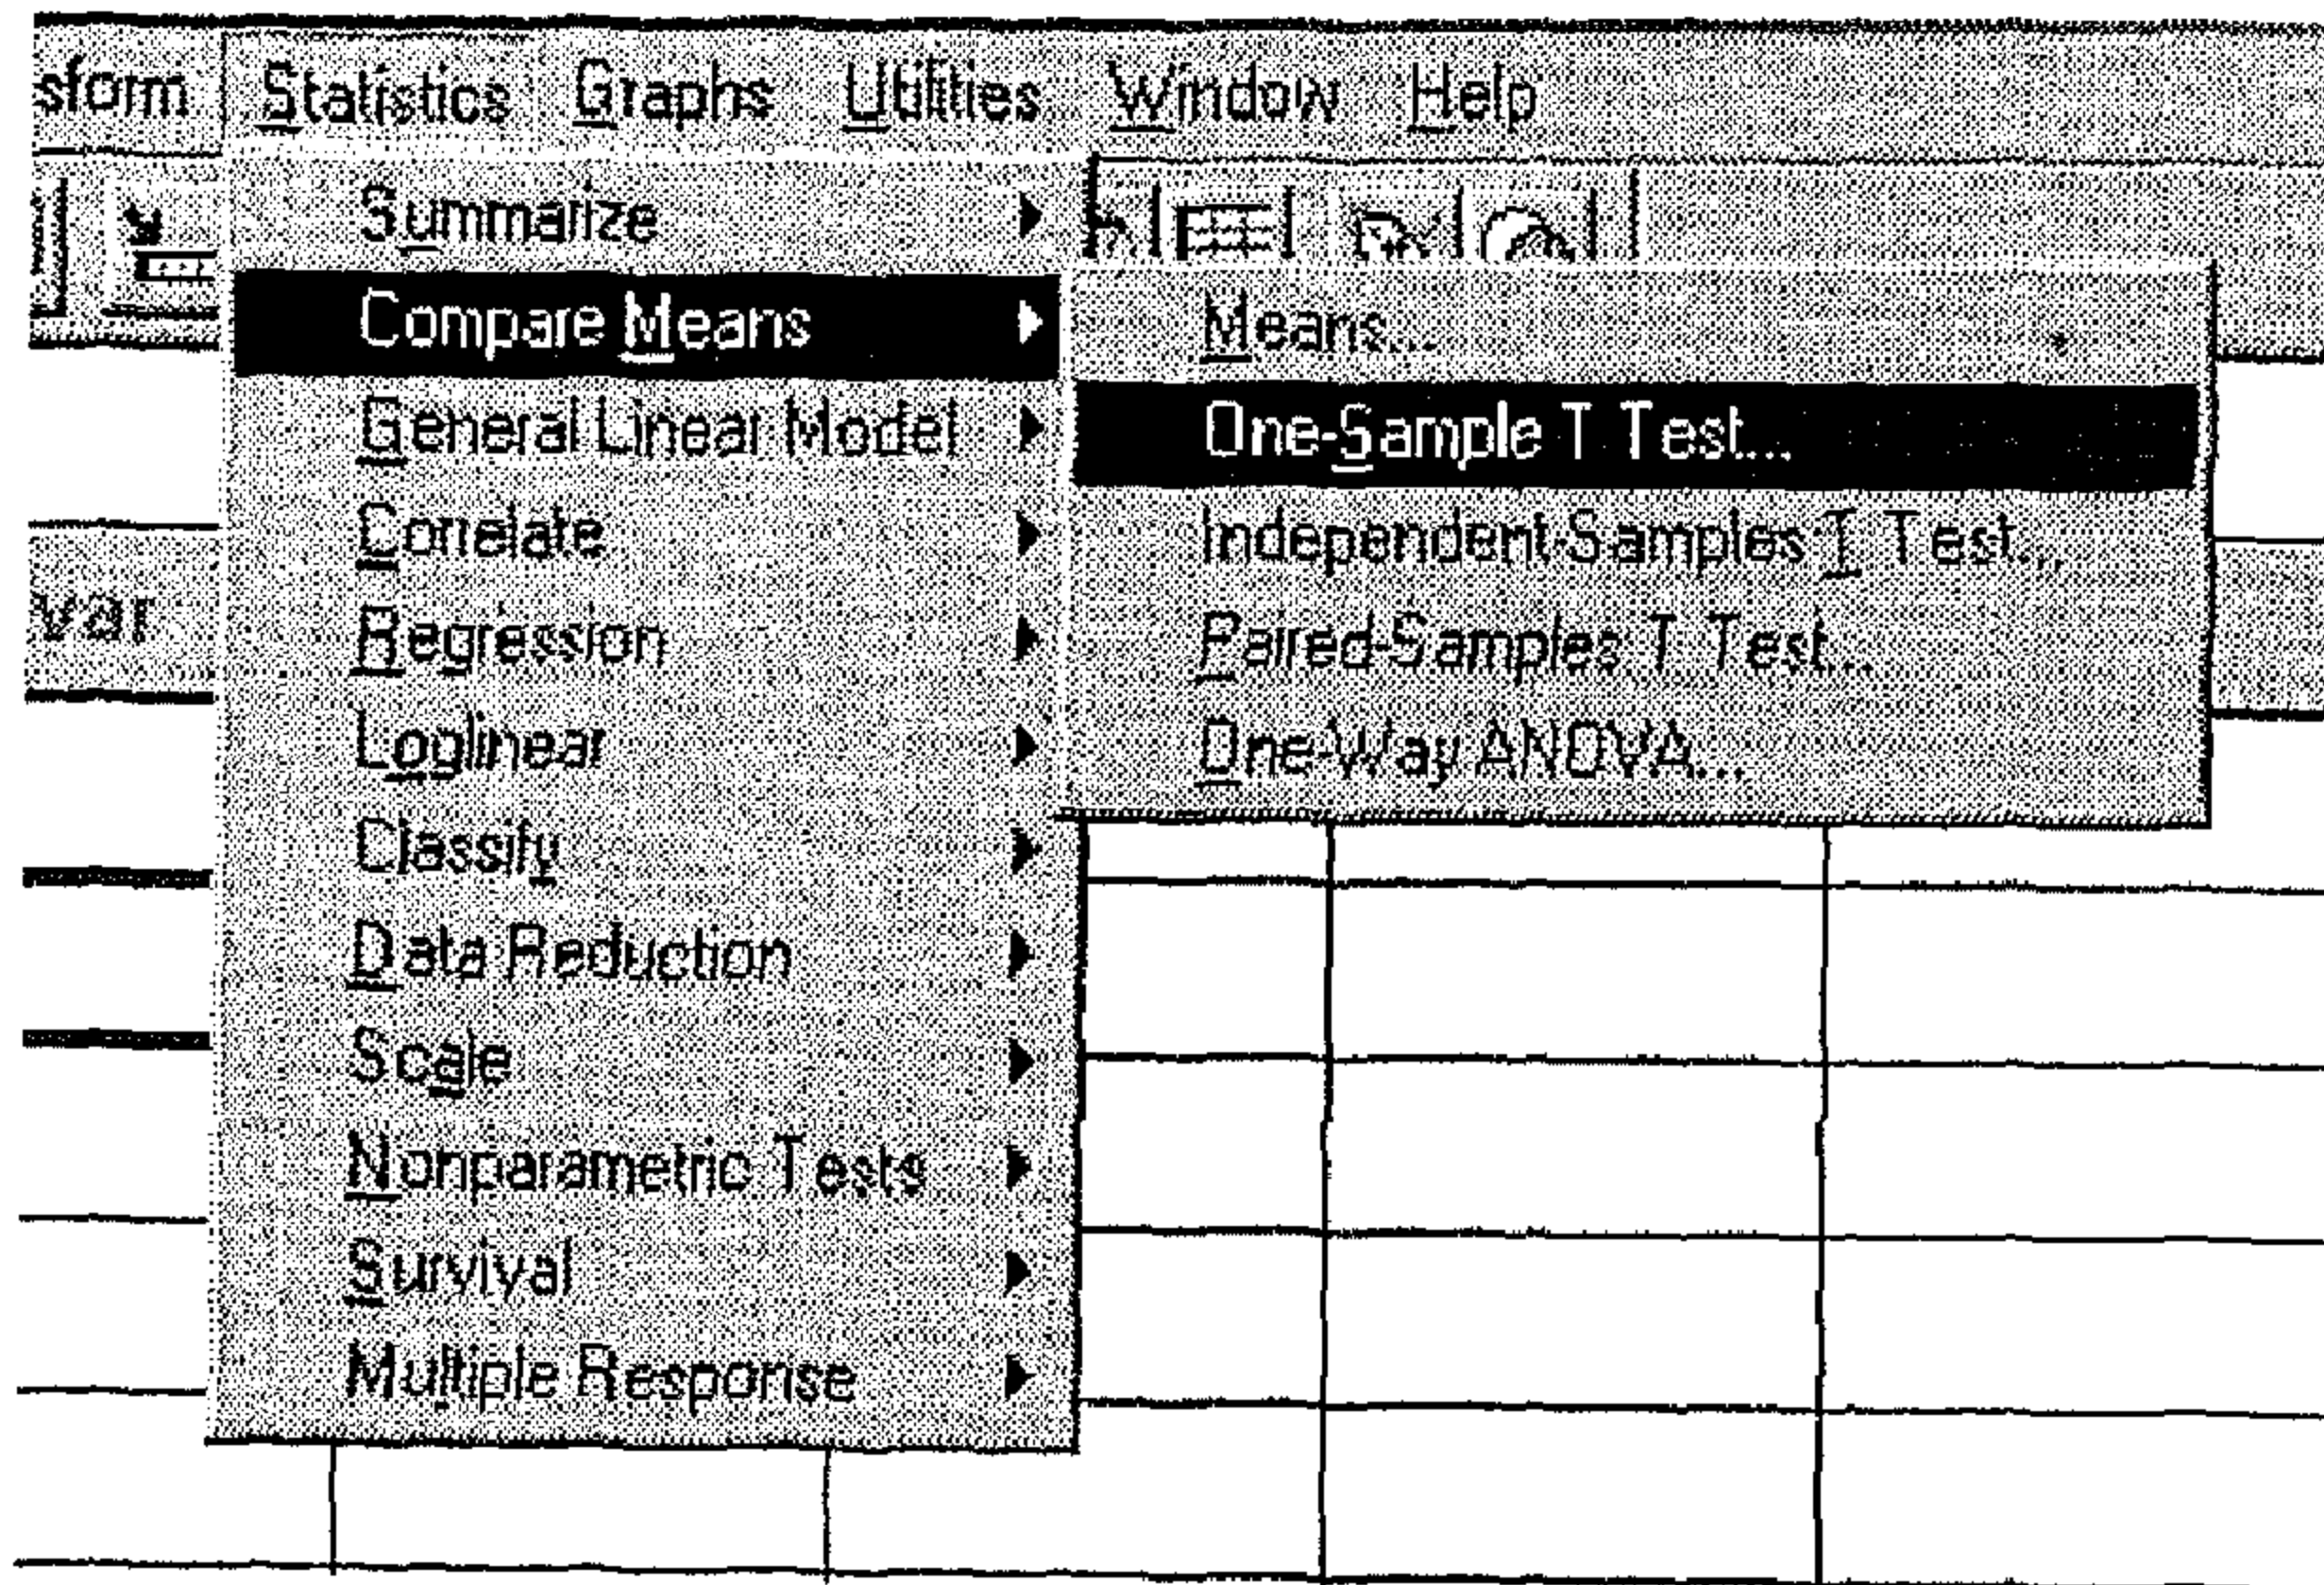 sform Statistics Graphs Utilities Window Help
Summarize
Compare Means
General Linear Model
Correlate
Regression
Loglinear
Classify
Data Reduction
Scale
Nonparametric Tests
Survival
Multiple Response
Means...
One-Sample T Test...
Independent-Samples T Test...
Paired-Samples T Test...
One-Way ANOVA...
var